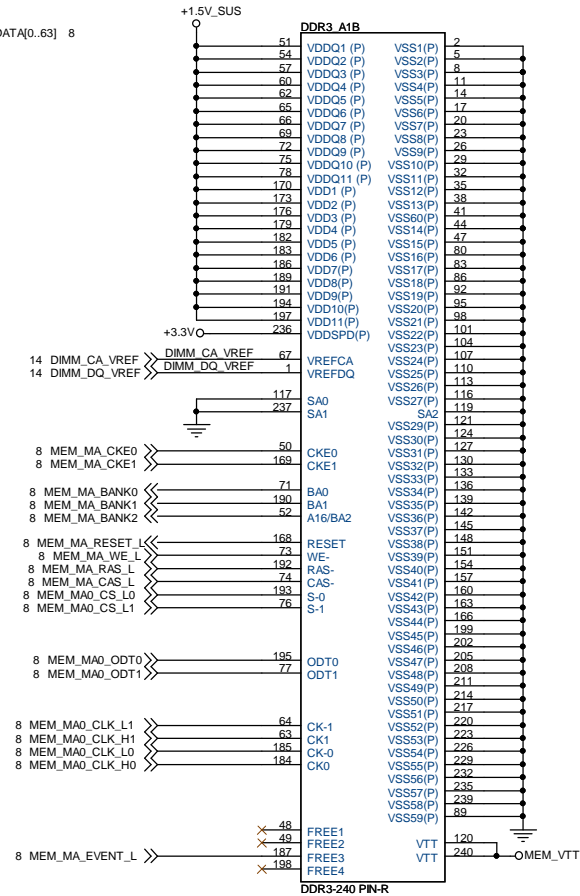 +1.5V_SUS
DATA[0..63] 8
DDR3_A1B
51 VDDQ1 (P) VSS1(P) 2
54 VDDQ2 (P) VSS2(P) 5
57 VDDQ3 (P) VSS3(P) 8
60 VDDQ4 (P) VSS4(P) 11
62 VDDQ5 (P) VSS5(P) 14
65 VDDQ6 (P) VSS6(P) 17
66 VDDQ7 (P) VSS7(P) 20
69 VDDQ8 (P) VSS8(P) 23
72 VDDQ9 (P) VSS9(P) 26
75 VDDQ10 (P) VSS10(P) 29
78 VDDQ11 (P) VSS11(P) 32
170 VDD1 (P) VSS12(P) 35
173 VDD2 (P) VSS13(P) 38
176 VDD3 (P) VSS60(P) 41
179 VDD4 (P) VSS14(P) 44
182 VDD5 (P) VSS15(P) 47
183 VDD6 (P) VSS16(P) 80
186 VDD7(P) VSS17(P) 83
189 VDD8(P) VSS18(P) 86
191 VDD9(P) VSS19(P) 92
194 VDD10(P) VSS20(P) 95
197 VDD11(P) VSS21(P) 98
+3.3V 236 VDDSPD(P) VSS22(P) 101
VSS23(P) 104
14 DIMM_CA_VREF DIMM_CA_VREF 67 VREFCA VSS24(P) 107
14 DIMM_DQ_VREF DIMM_DQ_VREF 1 VREFDQ VSS25(P) 110
VSS26(P) 113
117 SA0 VSS27(P) 116
237 SA1 SA2 119
VSS29(P) 121
VSS30(P) 124
8 MEM_MA_CKE0 50 CKE0 VSS31(P) 127
8 MEM_MA_CKE1 169 CKE1 VSS32(P) 130
VSS33(P) 133
8 MEM_MA_BANK0 71 BA0 VSS34(P) 136
8 MEM_MA_BANK1 190 BA1 VSS35(P) 139
8 MEM_MA_BANK2 52 A16/BA2 VSS36(P) 142
VSS37(P) 145
8 MEM_MA_RESET_L 168 RESET VSS38(P) 148
8 MEM_MA_WE_L 73 WE- VSS39(P) 151
8 MEM_MA_RAS_L 192 RAS- VSS40(P) 154
8 MEM_MA_CAS_L 74 CAS- VSS41(P) 157
8 MEM_MA0_CS_L0 193 S-0 VSS42(P) 160
8 MEM_MA0_CS_L1 76 S-1 VSS43(P) 163
VSS44(P) 166
VSS45(P) 199
VSS46(P) 202
8 MEM_MA0_ODT0 195 ODT0 VSS47(P) 205
8 MEM_MA0_ODT1 77 ODT1 VSS48(P) 208
VSS49(P) 211
VSS50(P) 214
VSS51(P) 217
8 MEM_MA0_CLK_L1 64 CK-1 VSS52(P) 220
8 MEM_MA0_CLK_H1 63 CK1 VSS53(P) 223
8 MEM_MA0_CLK_L0 185 CK-0 VSS54(P) 226
8 MEM_MA0_CLK_H0 184 CK0 VSS55(P) 229
VSS56(P) 232
VSS57(P) 235
VSS58(P) 239
VSS59(P) 89
48 FREE1
49 FREE2 VTT 120
8 MEM_MA_EVENT_L 187 FREE3 VTT 240 MEM_VTT
198 FREE4
DDR3-240 PIN-R